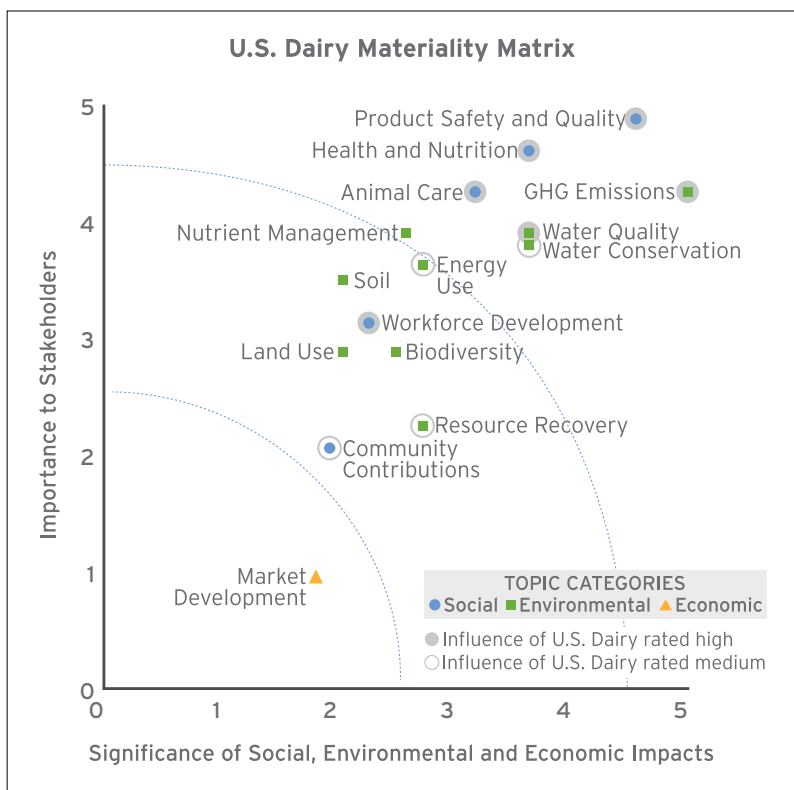 U.S. Dairy Materiality Matrix
5
Product Safety and Quality
Health and Nutrition
Animal Care
GHG Emissions
4
Nutrient Management
Water Quality
Water Conservation
Energy
Use
Soil
3
Workforce Development
Land Use
Biodiversity
Resource Recovery
2
Community
Contributions
1
Market
Development
Importance to Stakeholders
TOPIC CATEGORIES
Social Environmental Economic
Influence of U.S. Dairy rated high
Influence of U.S. Dairy rated medium
0
0 1 2 3 4 5
Significance of Social, Environmental and Economic Impacts